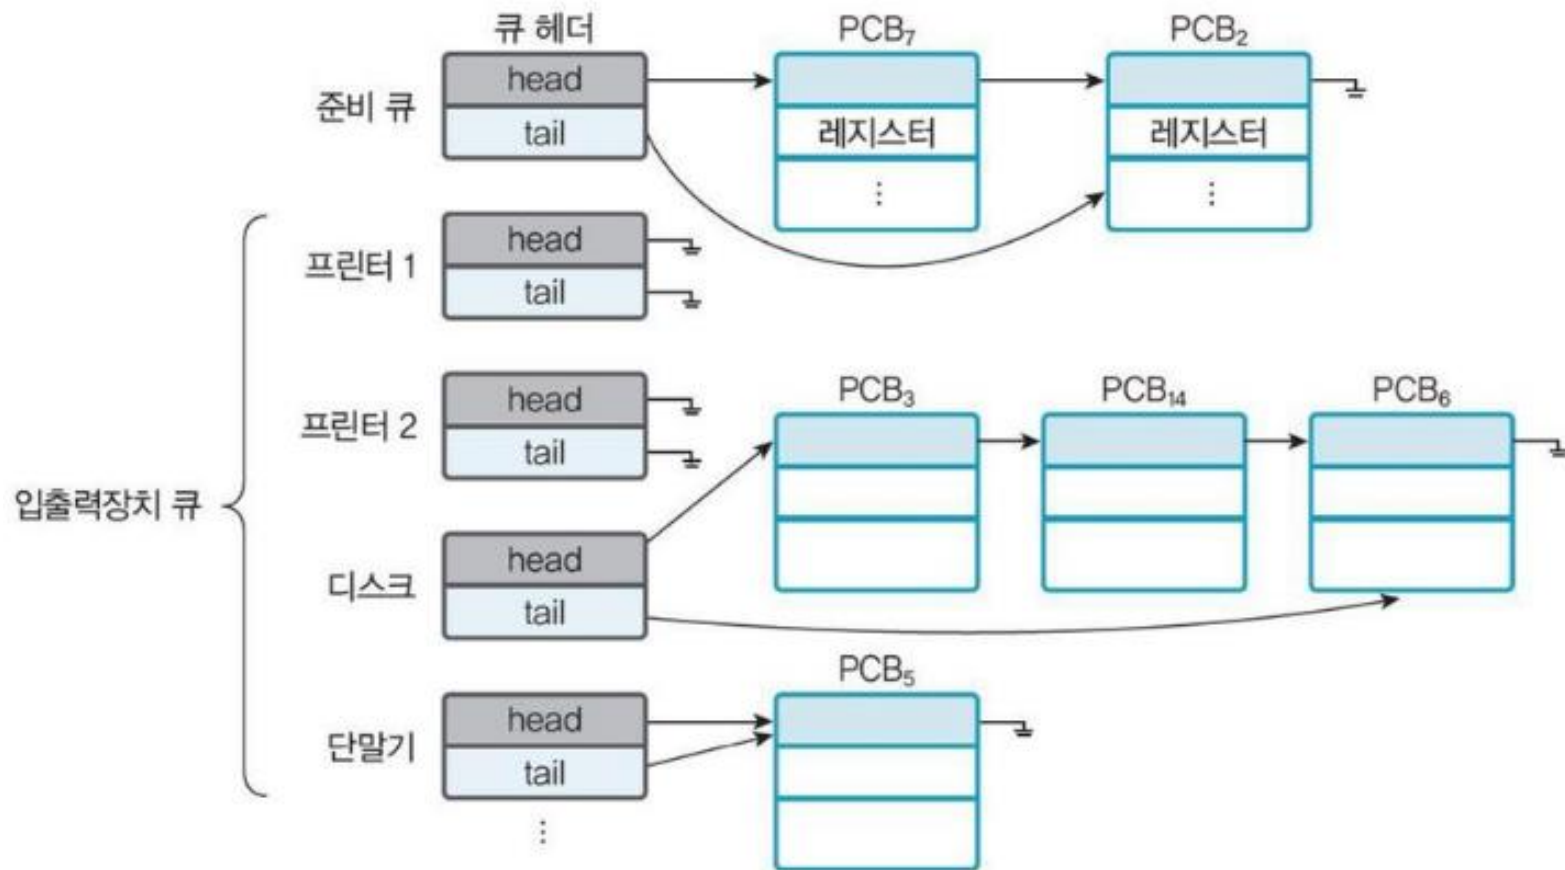 큐 헤더
PCB₇
PCB₂
준비 큐
head
tail
레지스터
⋮
레지스터
⋮
입출력장치 큐
프린터 1
head
tail
프린터 2
head
tail
디스크
head
tail
PCB₃
PCB₁₄
PCB₆
단말기
head
tail
PCB₅
⋮